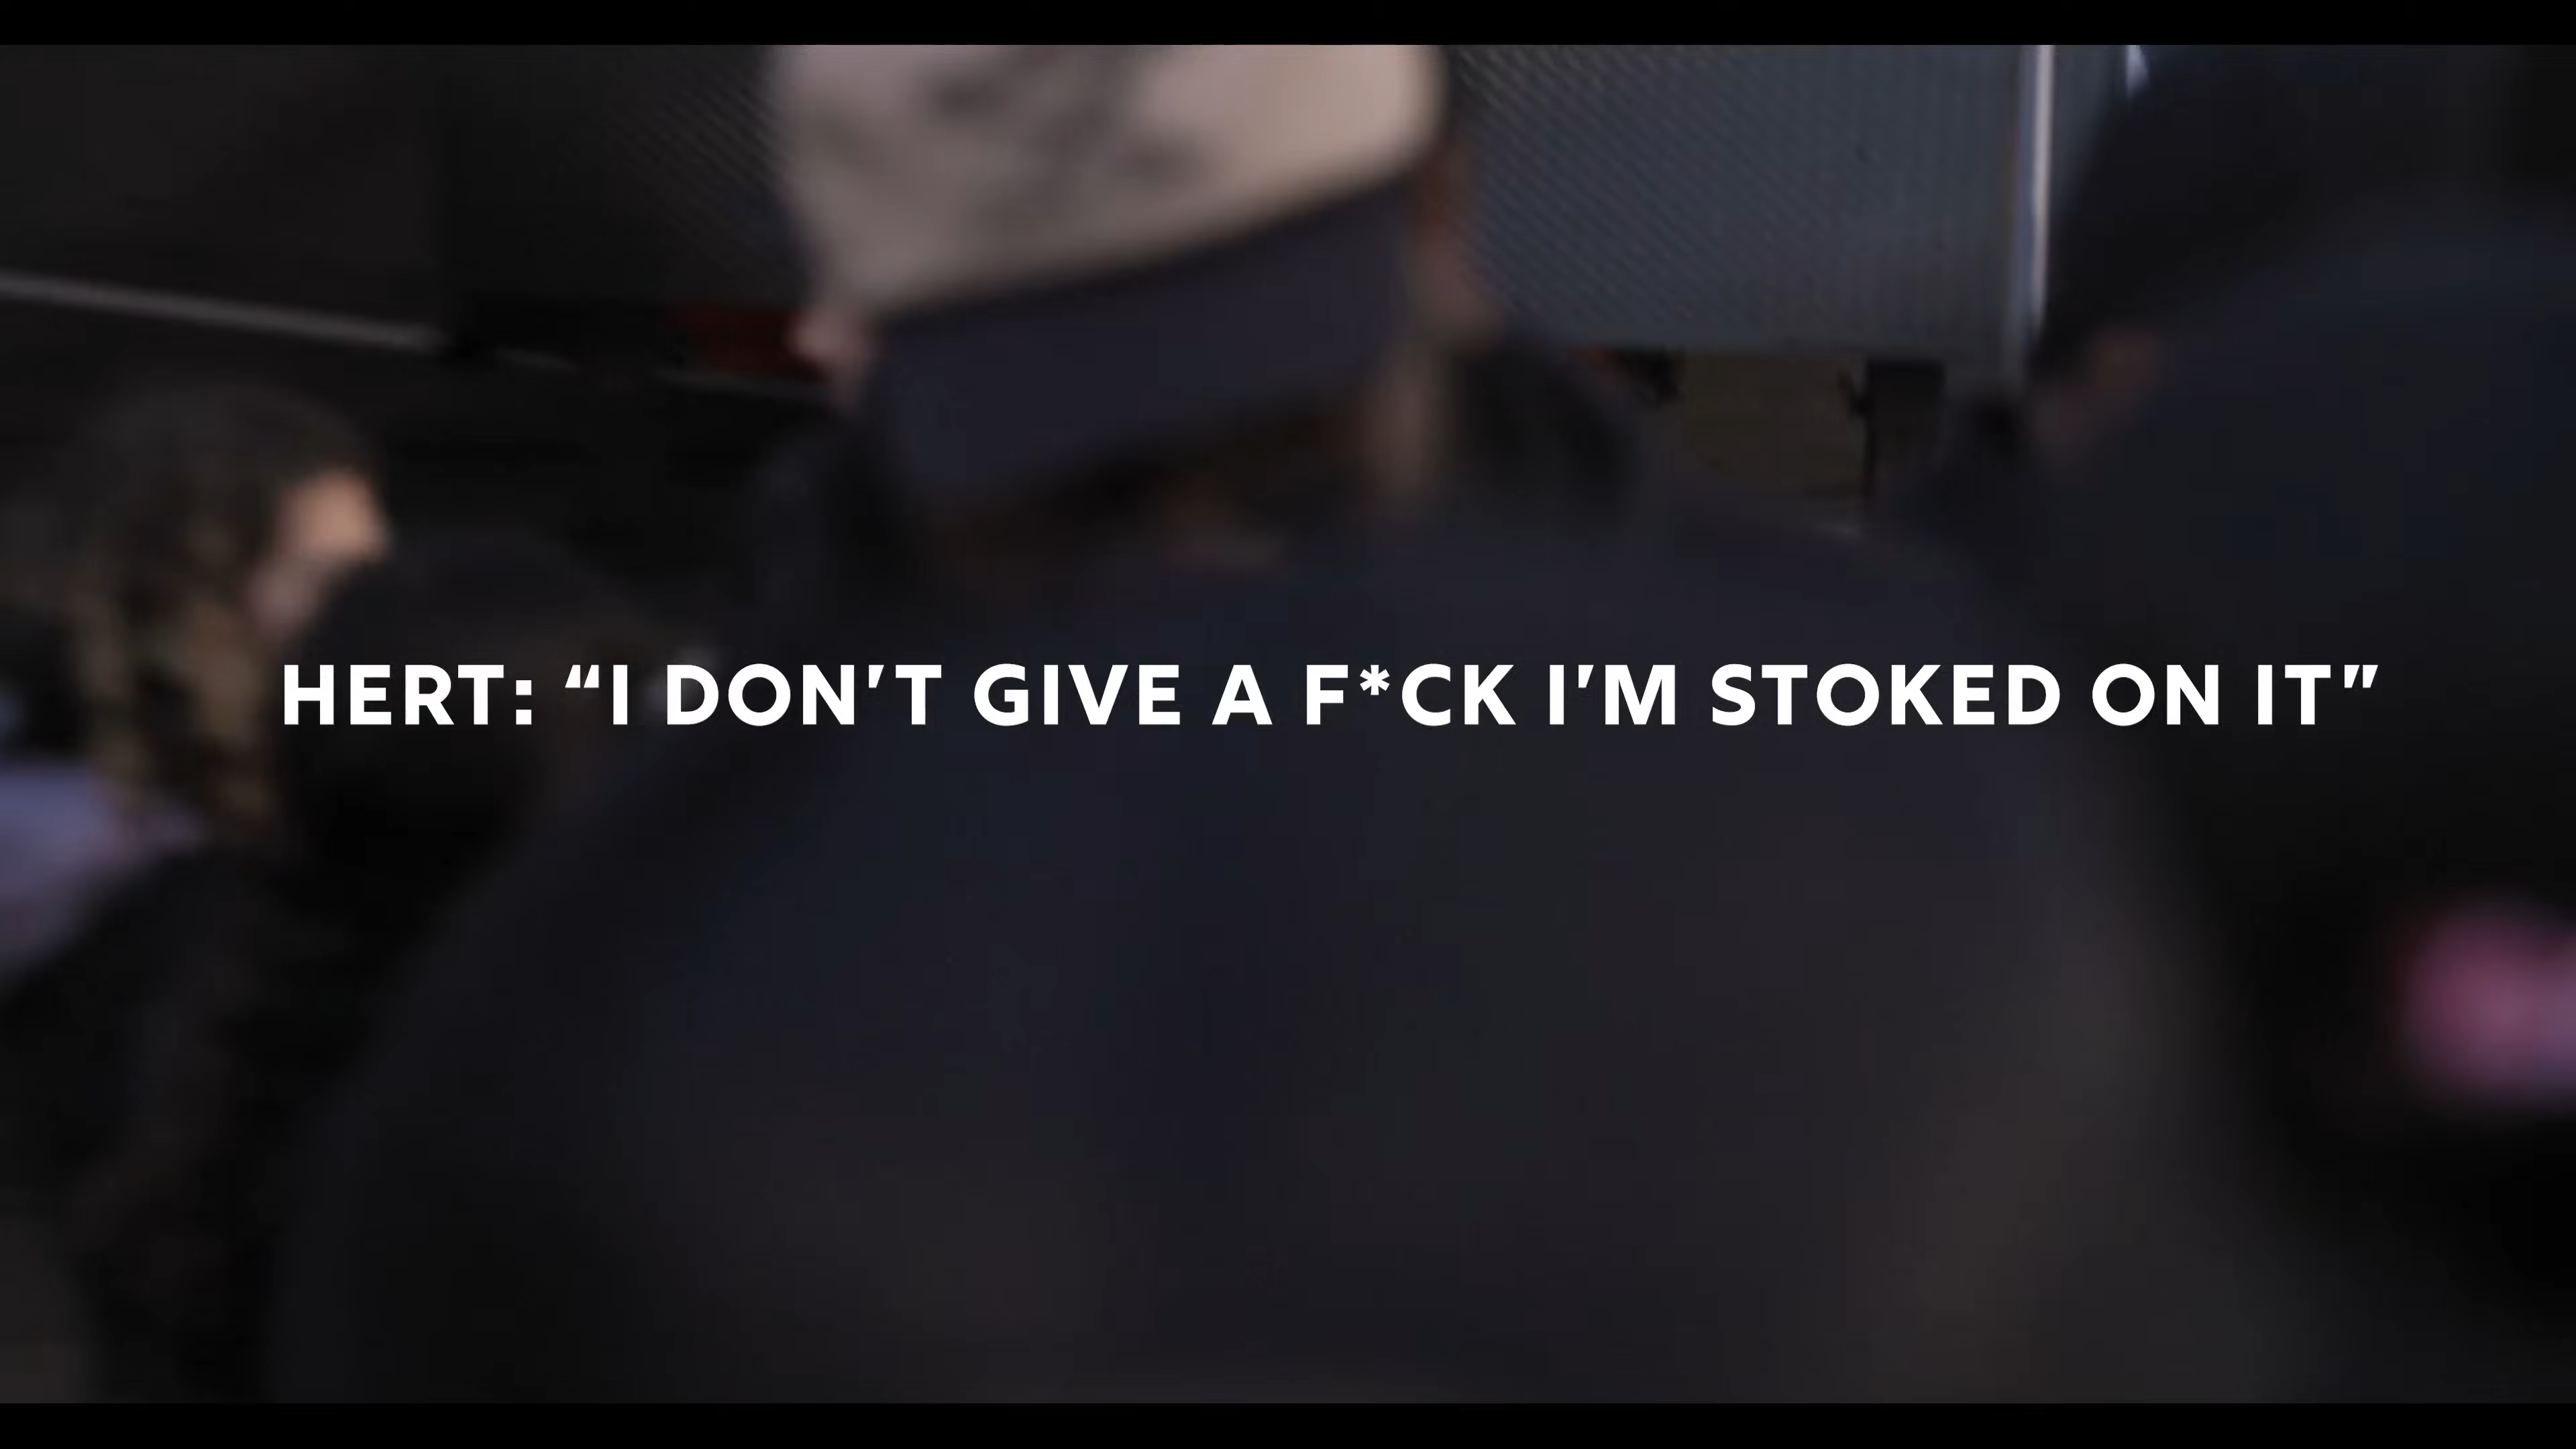 HERT: “I DON’T GIVE A F*CK I’M STOKED ON IT”